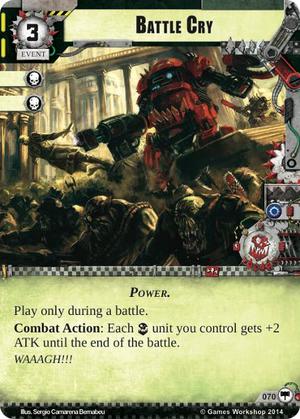 Battle Cry
3
EVENT
Power.
Play only during a battle.
Combat Action: Each unit you control gets +2
ATK until the end of the battle.
WAAAGH!!!
070
Illus. Sergio Camarena Bernabeu
© Games Workshop 2014